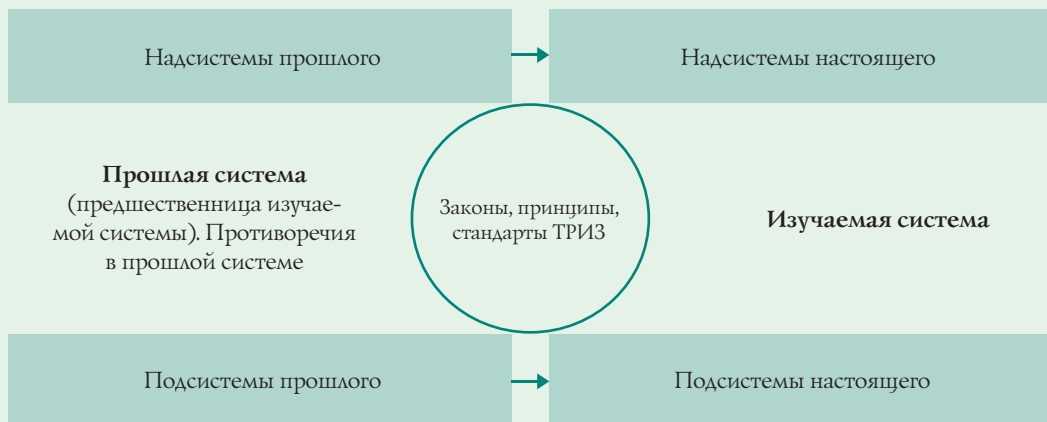 Надсистемы прошлого
Надсистемы настоящего
Прошлая система
(предшественница изучае-
мой системы). Противоречия
в прошлой системе
Законы, принципы,
стандарты ТРИЗ
Изучаемая система
Подсистемы прошлого
Подсистемы настоящего